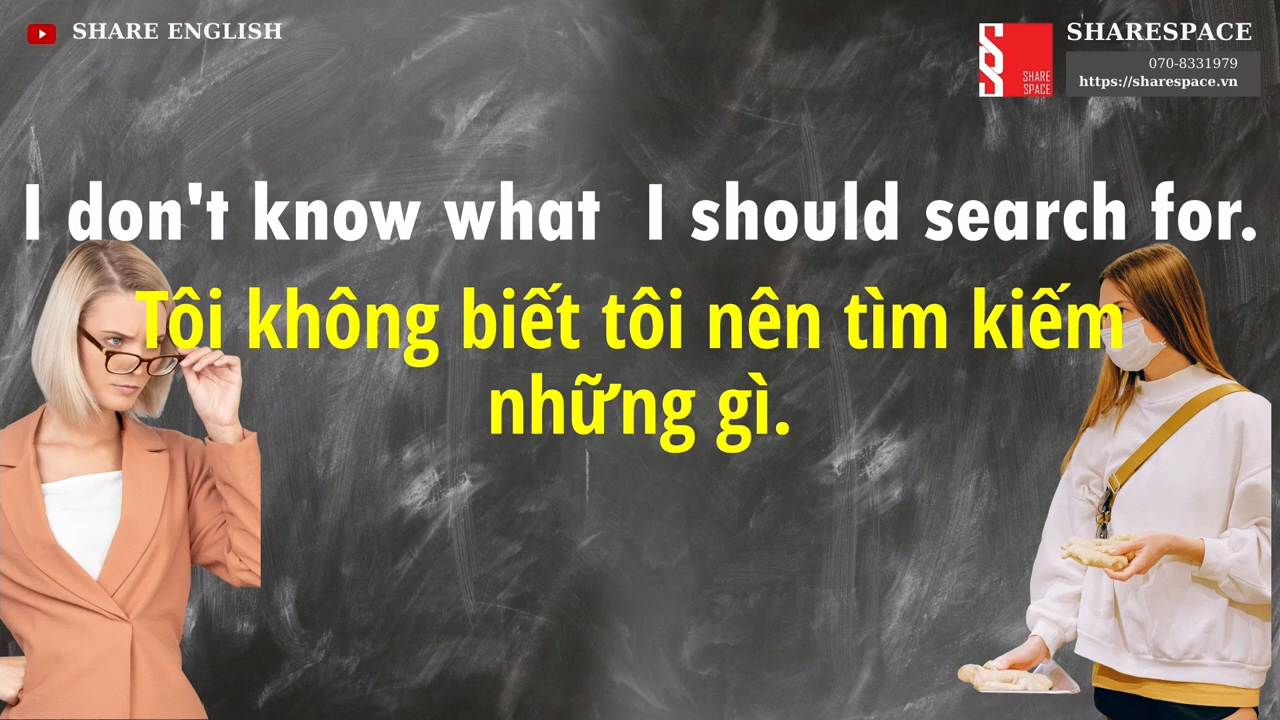 SHARE ENGLISH
SHARESPACE
070-8331979
https://sharespace.vn
SHARE
SPACE
I don't know what  I should search for.
Tôi không biết tôi nên tìm kiếm
những gì.